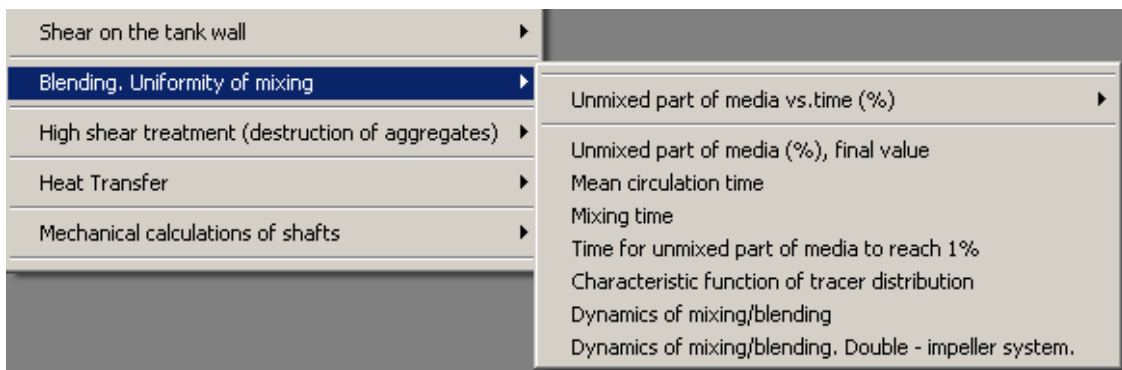 Shear on the tank wall
Blending. Uniformity of mixing
High shear treatment (destruction of aggregates)
Heat Transfer
Mechanical calculations of shafts
Unmixed part of media vs.time (%)
Unmixed part of media (%), final value
Mean circulation time
Mixing time
Time for unmixed part of media to reach 1%
Characteristic function of tracer distribution
Dynamics of mixing/blending
Dynamics of mixing/blending. Double - impeller system.